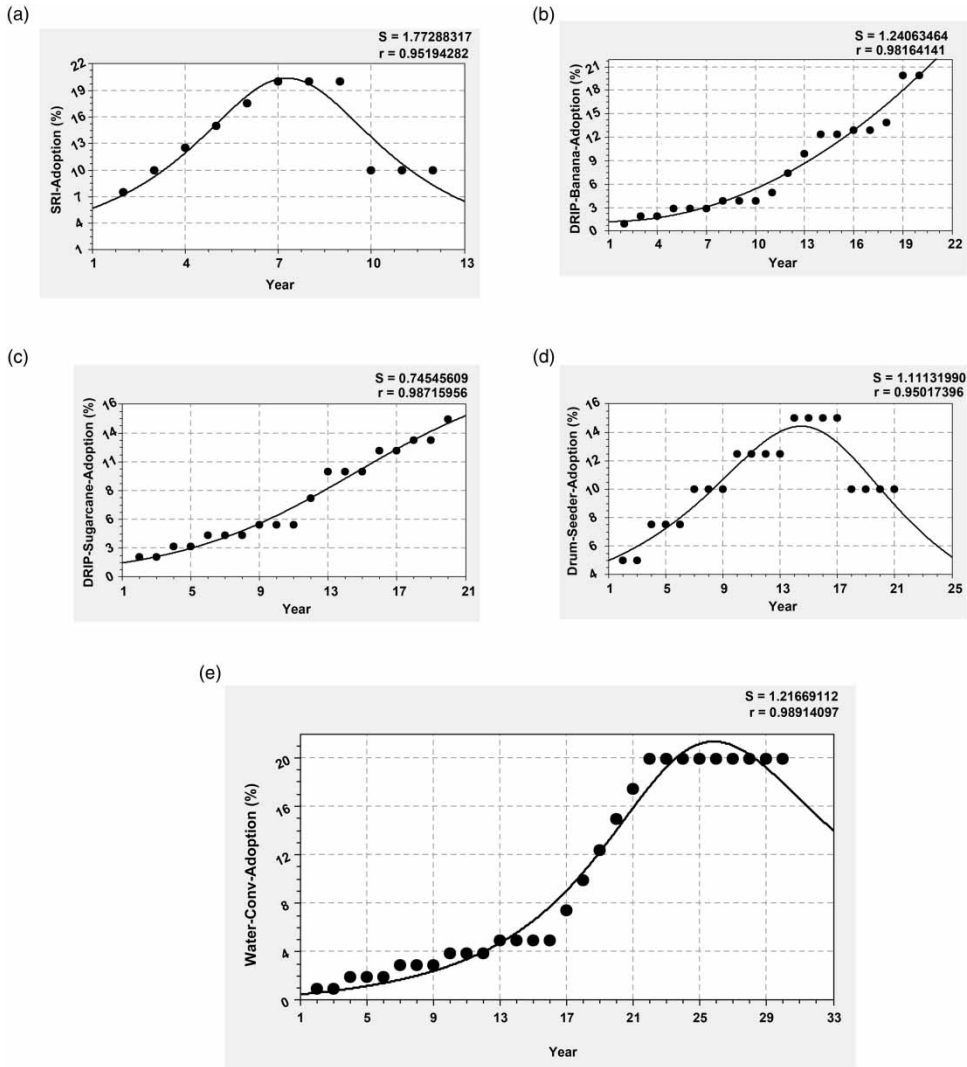 (a)
S = 1.77288317
r = 0.95194282
SRI-Adoption (%)
22
20
17
14
13
10
7
4
1
1 4 7 10 13
Year
(b)
S = 1.24063464
r = 0.98164141
DRIP-Banana-Adoption (%)
21
18
15
12
9
6
3
0
1 4 7 10 13 16 19 22
Year
(c)
S = 0.74545609
r = 0.98715956
DRIP-Sugarcane-Adoption (%)
16
14
11
8
6
3
0
1 5 9 13 17 21
Year
(d)
S = 1.11131990
r = 0.95017396
Drum-Seeder-Adoption (%)
16
14
12
10
8
6
4
1 5 9 13 17 21 25
Year
(e)
S = 1.21669112
r = 0.98914097
Water-Conv-Adoption (%)
20
16
12
8
4
0
1 5 9 13 17 21 25 29 33
Year